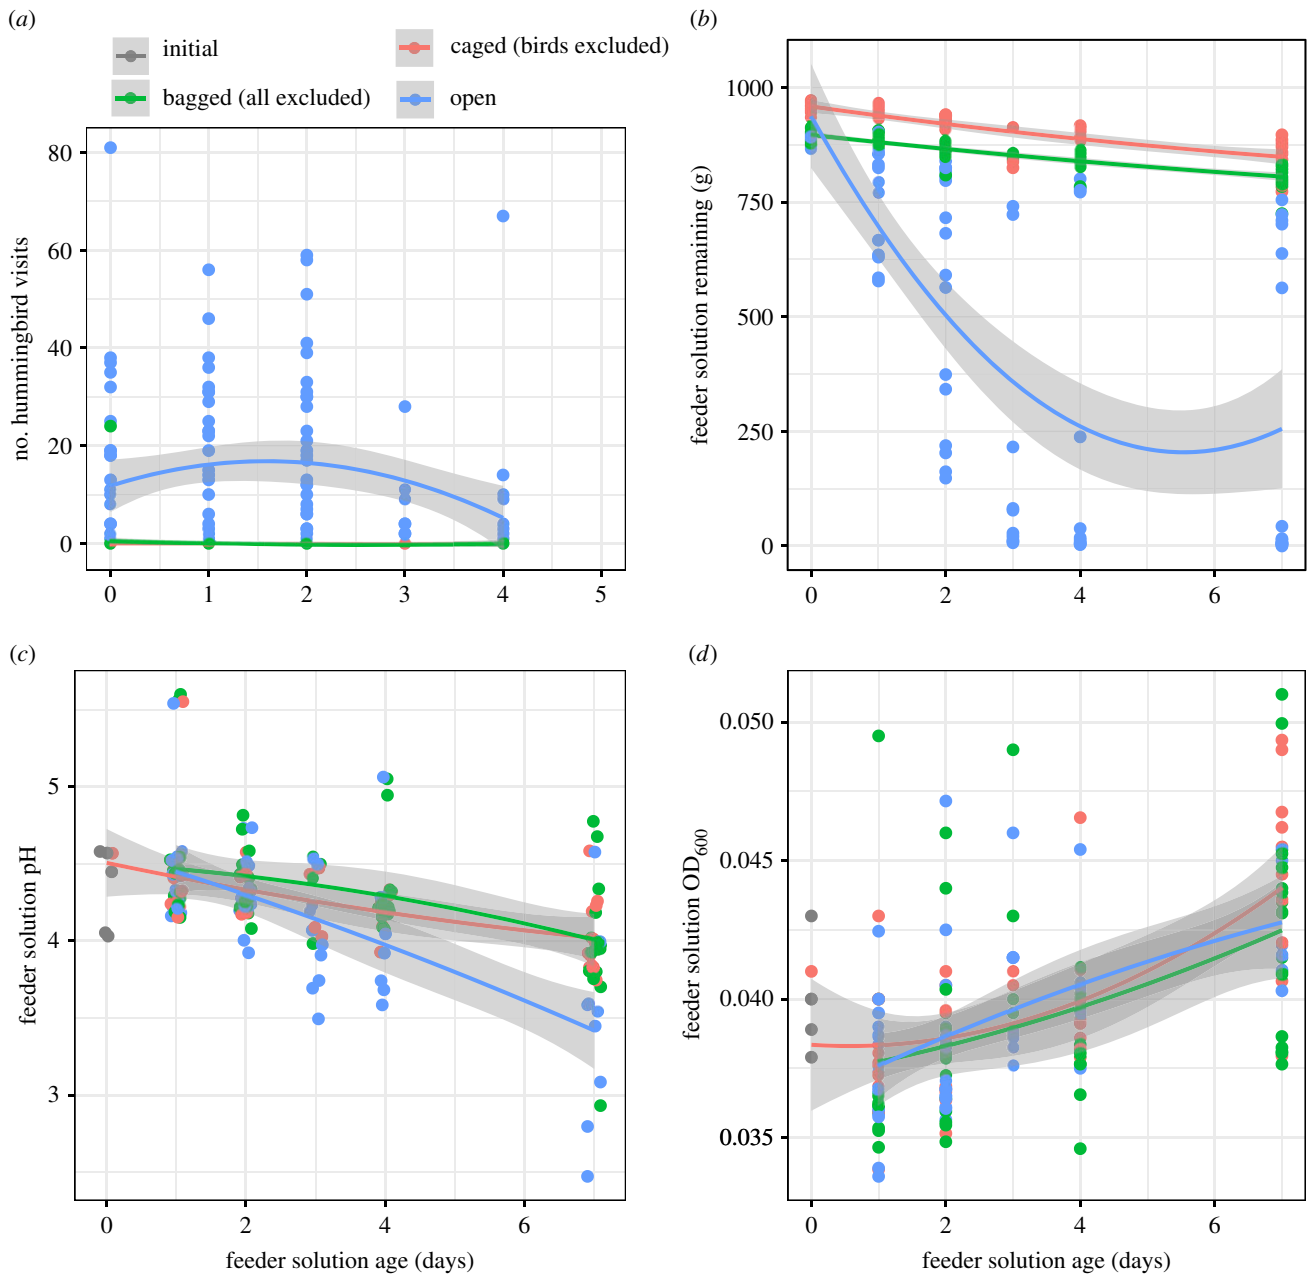 (a)
initial
caged (birds excluded)
bagged (all excluded)
open
no. hummingbird visits
80
60
40
20
0
0 1 2 3 4 5
(b)
feeder solution remaining (g)
1000
750
500
250
0
0 2 4 6
(c)
feeder solution pH
5
4
3
0 2 4 6
feeder solution age (days)
(d)
feeder solution OD600
0.050
0.045
0.040
0.035
0 2 4 6
feeder solution age (days)